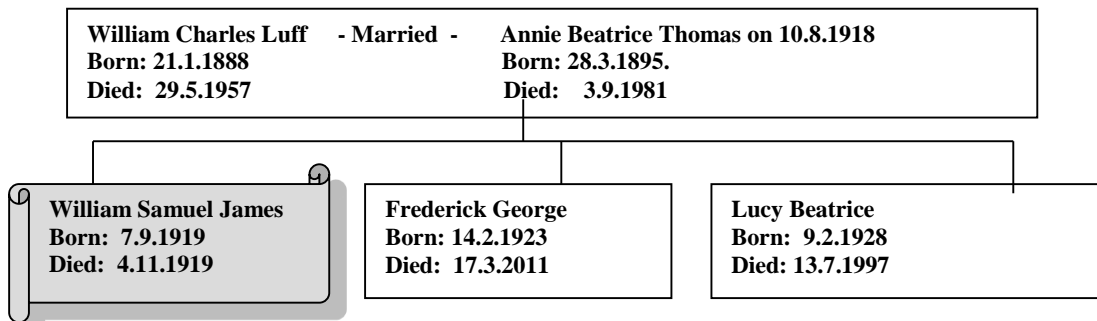 William Charles Luff - Married - Annie Beatrice Thomas on 10.8.1918
Born: 21.1.1888 Born: 28.3.1895.
Died: 29.5.1957 Died: 3.9.1981
William Samuel James
Born: 7.9.1919
Died: 4.11.1919
Frederick George
Born: 14.2.1923
Died: 17.3.2011
Lucy Beatrice
Born: 9.2.1928
Died: 13.7.1997